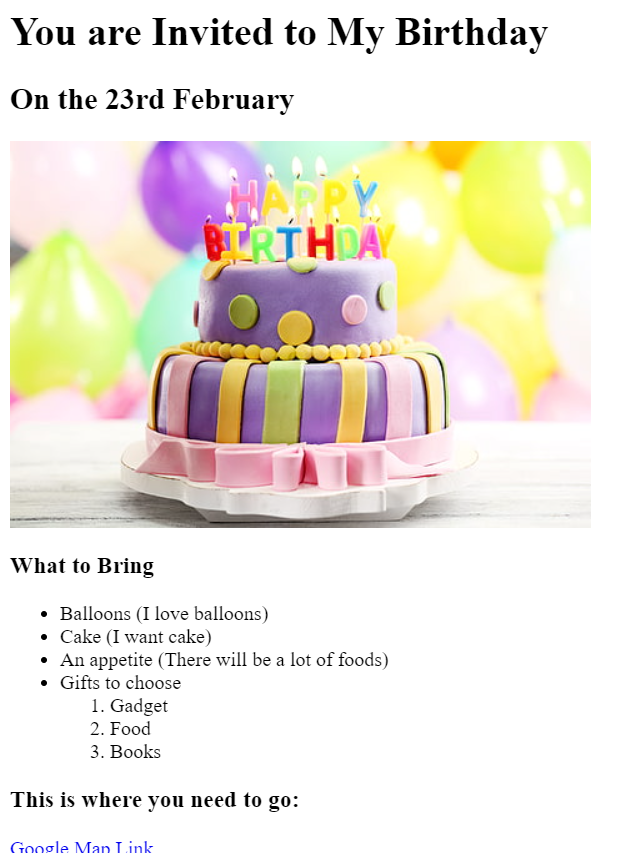 You are Invited to My Birthday
On the 23rd February
HAPPY
BIRTHDAY
What to Bring
Balloons (I love balloons)
Cake (I want cake)
An appetite (There will be a lot of foods)
Gifts to choose
1. Gadget
2. Food
3. Books
This is where you need to go:
Google Map Link